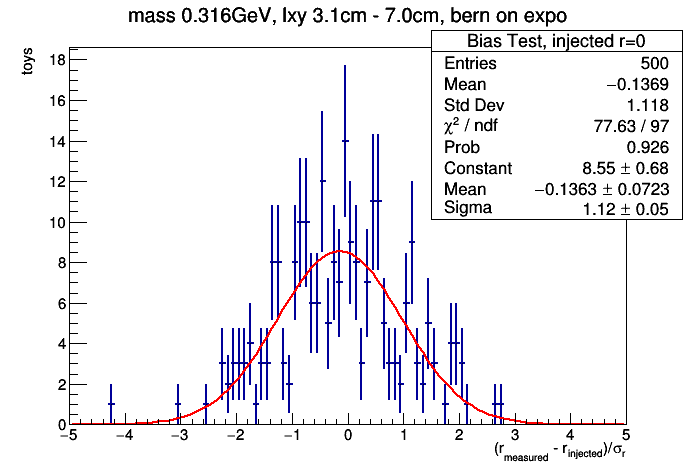 mass 0.316GeV, lxy 3.1cm - 7.0cm, bern on expo
Bias Test, injected r=0
Entries 500
Mean −0.1369
Std Dev 1.118
χ² / ndf 77.63 / 97
Prob 0.926
Constant 8.55 ± 0.68
Mean −0.1363 ± 0.0723
Sigma 1.12 ± 0.05
toys
18
16
14
12
10
8
6
4
2
0
−5 −4 −3 −2 −1 0 1 2 3 4 5
(r_measured - r_injected)/σ_r